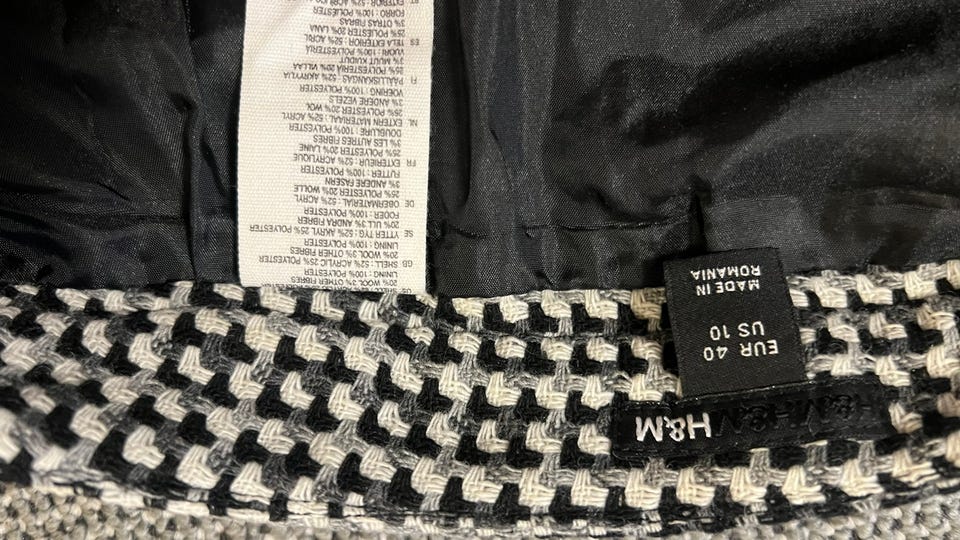 H&M H&M H&M
EUR 40
US 10
MADE IN
ROMANIA
20% WOOL 3% OTHER FIBRES
LINING : 100% POLYESTER
GB SHELL : 52% ACRYLIC 25% POLYESTER
20% WOOL 3% OTHER FIBRES
LINING : 100% POLYESTER
SE YTTER TYG : 52% ACRYL 25% POLYESTER
20% ULL 3% ANDRA FIBRER
FODER : 100% POLYESTER
DE OBERMATERIAL : 52% ACRYL
25% POLYESTER 20% WOLLE
3% ANDERE FASERN
FUTTER : 100% POLYESTER
FR EXTERIEUR : 52% ACRYLIQUE
25% POLYESTER 20% LAINE
3% LES AUTRES FIBRES
DOUBLURE : 100% POLYESTER
NL EXTERN MATERIAAL : 52% ACRYL
25% POLYESTER 20% WOL
3% ANDERE VEZELS
VOERING : 100% POLYESTER
FI PÄÄLLISKANGAS : 52% AKRYYLIA
25% POLYESTERIA 20% VILLAA
3% MUUT KUIDUT
VUORI : 100% POLYESTERIA
ES TELA EXTERIOR : 52% ACRIL
25% POLIESTER 20% LANA
3% OTRAS FIBRAS
FORRO : 100% POLIESTER